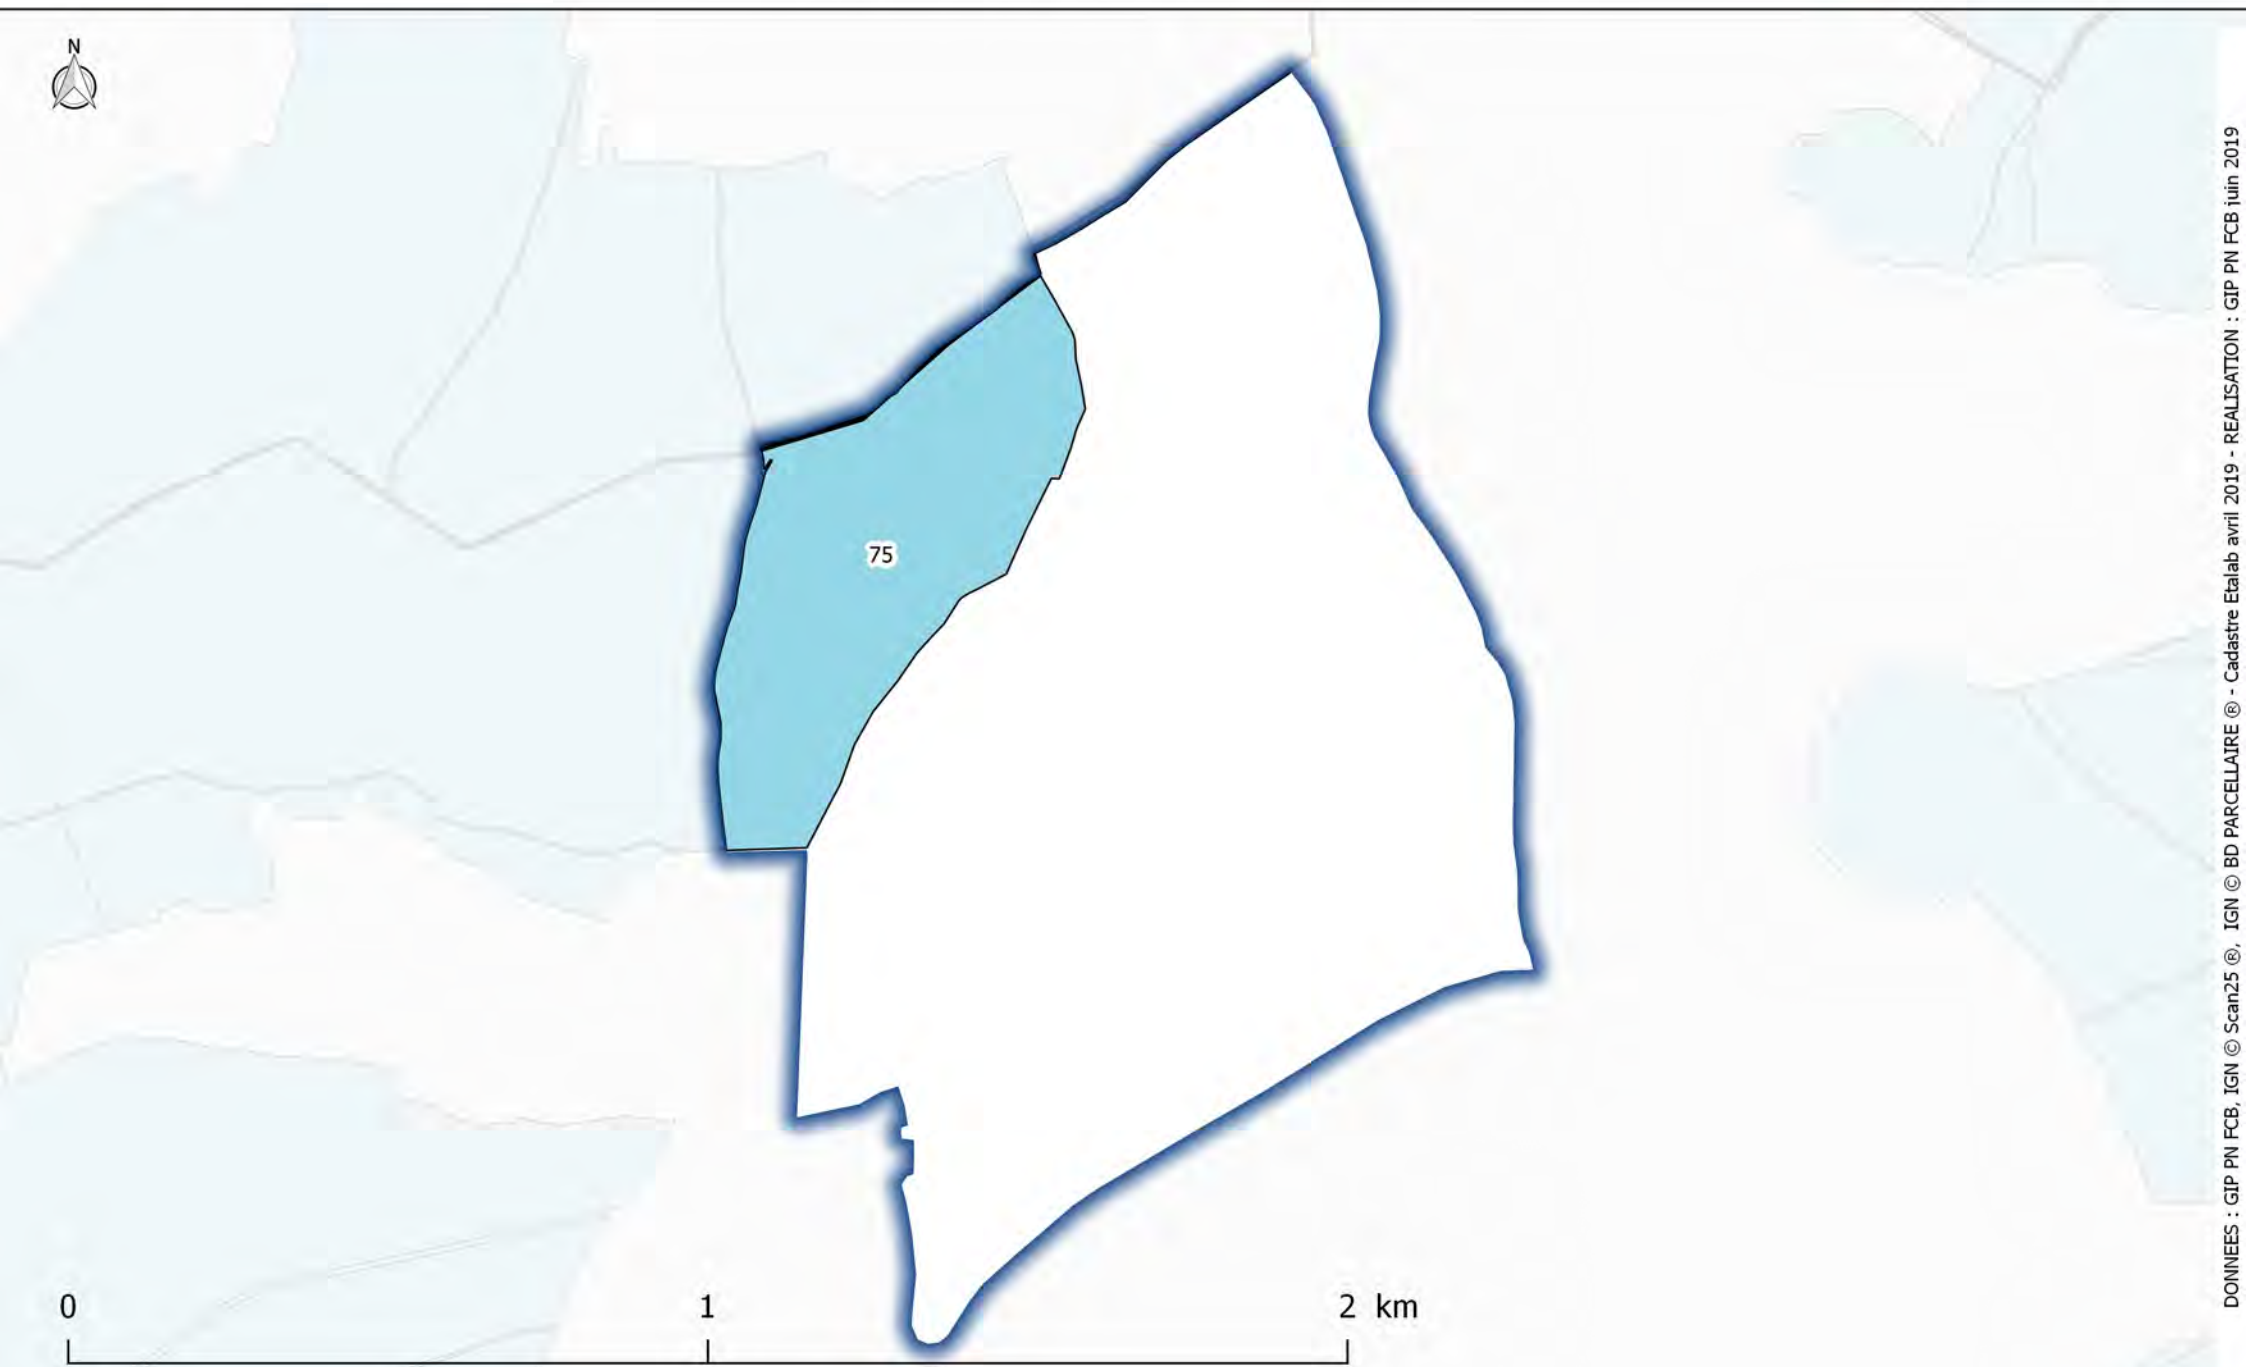 N
75
0 1 2 km
DONNEES : GIP PN FCB, IGN © Scan25 ®, IGN © BD PARCELLAIRE ® - Cadastre Etalab avril 2019 - REALISATION : GIP PN FCB juin 2019